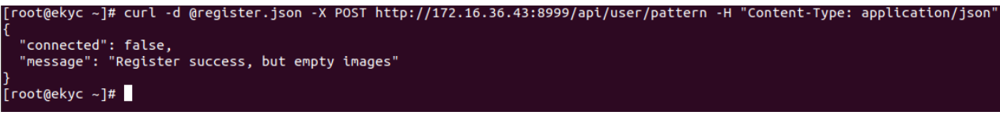 [root@ekyc ~]# curl -d @register.json -X POST http://172.16.36.43:8999/api/user/pattern -H "Content-Type: application/json"
{
  "connected": false,
  "message": "Register success, but empty images"
}
[root@ekyc ~]#